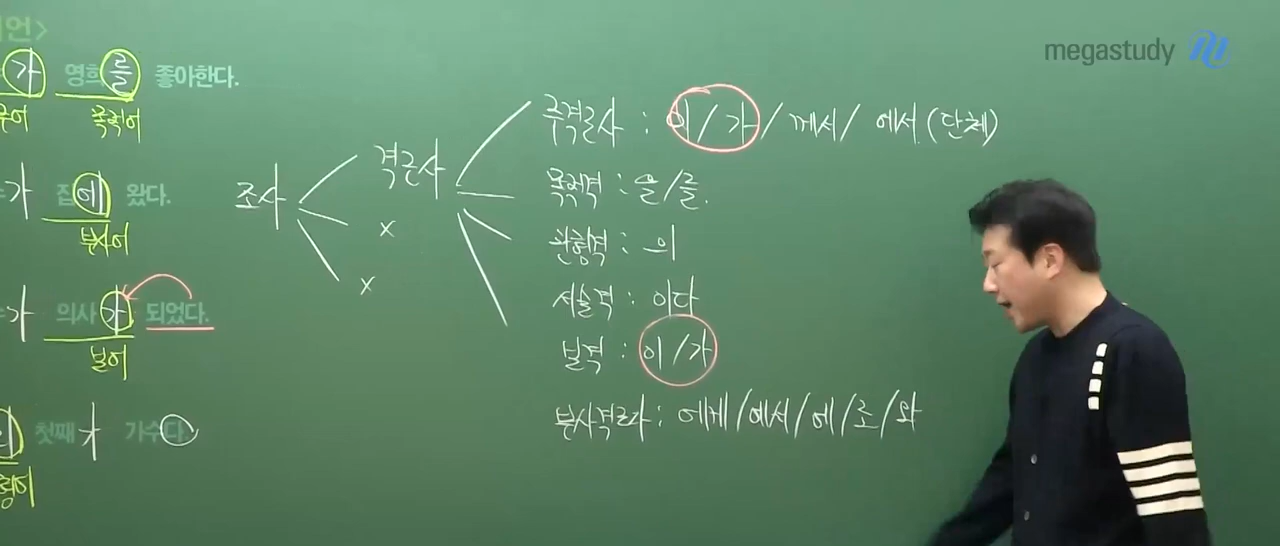 언>
가 영희를 좋아한다.
목적어
가 집에 왔다.
부사어
가 의사가 되었다.
보어
첫째가 가수다
megastudy
조사
격조사
x
x
주격조사 : 이/가/께서/에서(단체)
목적격 : 을/를.
관형격 : 의
서술격 : 이다
보격 : 이/가
부사격조사 : 에게/에서/에/로/와